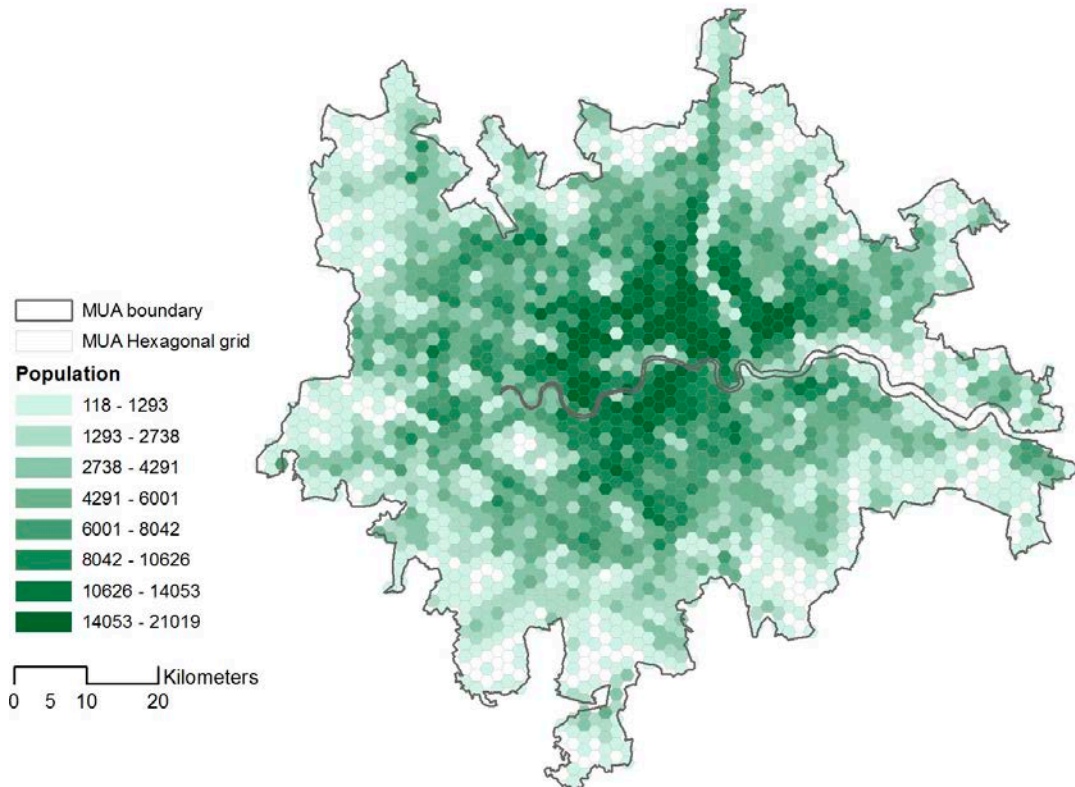 MUA boundary
MUA Hexagonal grid
Population
118 - 1293
1293 - 2738
2738 - 4291
4291 - 6001
6001 - 8042
8042 - 10626
10626 - 14053
14053 - 21019
Kilometers
0 5 10 20